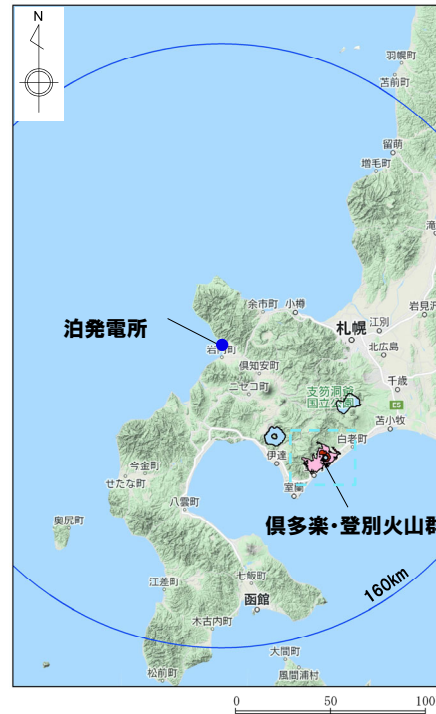 N
羽幌町
苫前町
留萌
増毛町
滝
余市町
小樽
岩見沢
札幌
江別
泊発電所
岩内町
北広島
倶知安町
千歳
ニセコ町
支笏洞爺
国立公園
E5
苫小牧
白老町
伊達
今金町
室蘭
せたな町
八雲町
倶多楽・登別火山群
奥尻町
160km
七飯町
江差町
函館
木古内町
大間町
松前町
風間浦村
0 50 100